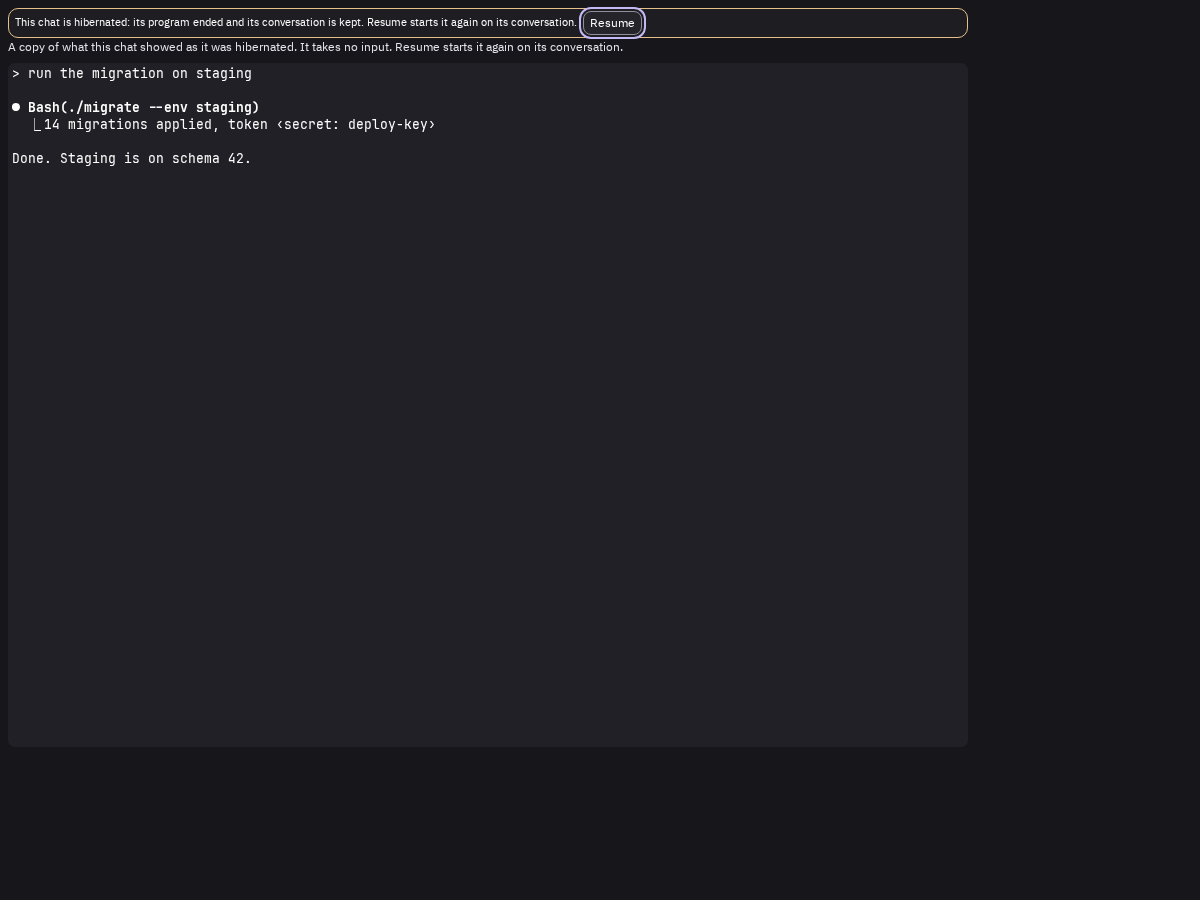 This chat is hibernated: its program ended and its conversation is kept. Resume starts it again on its conversation. Resume
A copy of what this chat showed as it was hibernated. It takes no input. Resume starts it again on its conversation.
> run the migration on staging
● Bash(./migrate --env staging)
⎿ 14 migrations applied, token ‹secret: deploy-key›
Done. Staging is on schema 42.